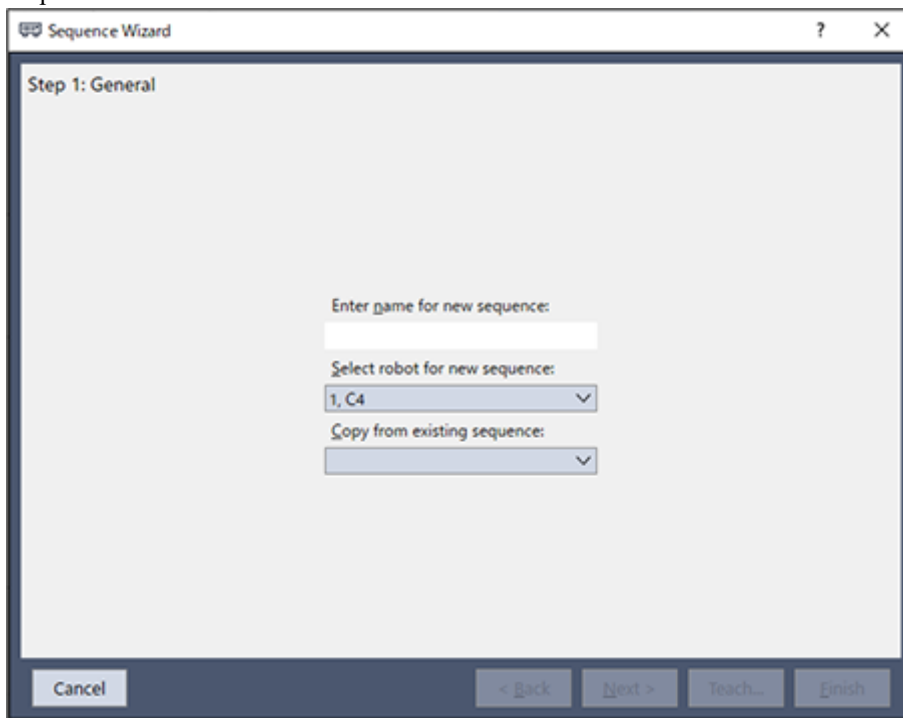 Sequence Wizard ?
Step 1: General
Enter name for new sequence:
Select robot for new sequence:
1, C4
Copy from existing sequence:
Cancel < Back Next > Teach... Finish